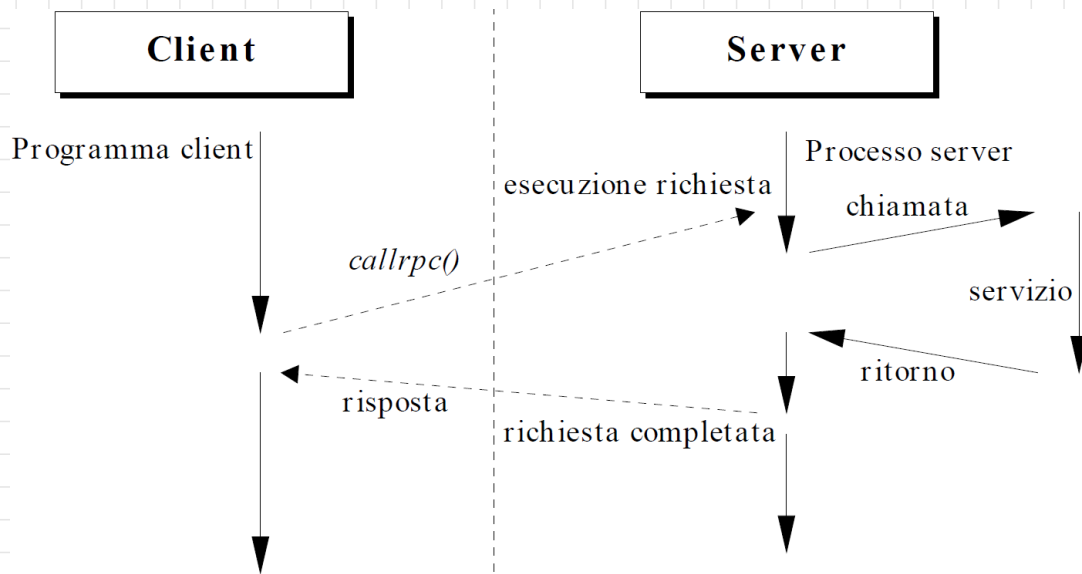 Client
Server
Programma client
Processo server
esecuzione richiesta
chiamata
callrpc()
servizio
ritorno
risposta
richiesta completata